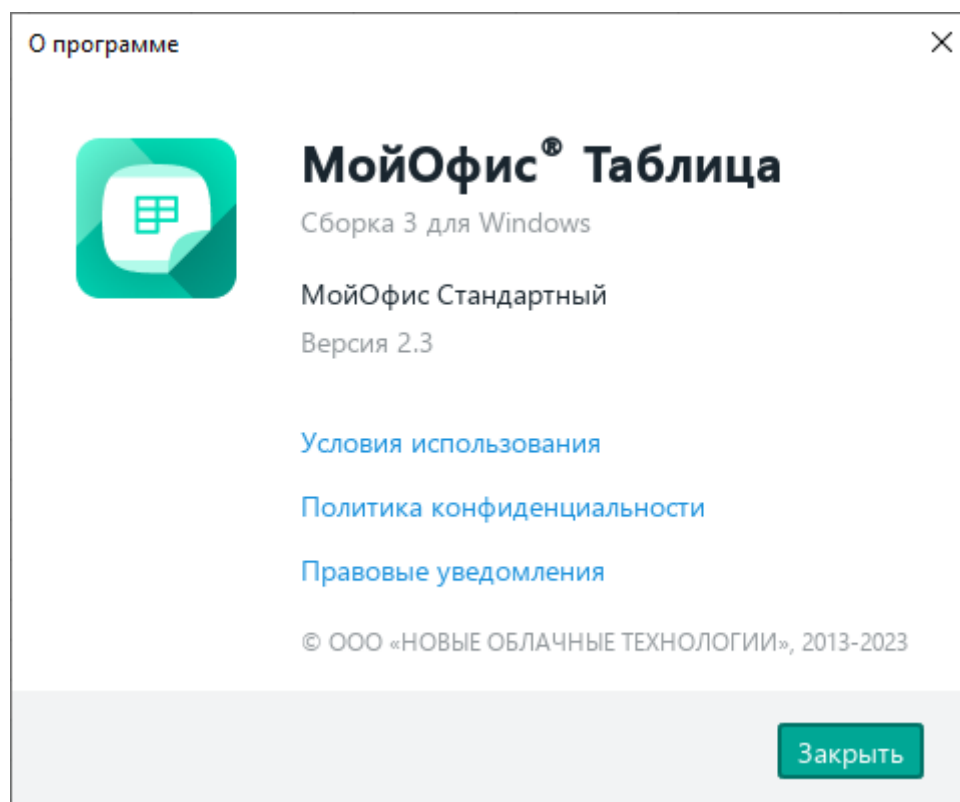 О программе
МойОфис® Таблица
Сборка 3 для Windows
МойОфис Стандартный
Версия 2.3
Условия использования
Политика конфиденциальности
Правовые уведомления
© ООО «НОВЫЕ ОБЛАЧНЫЕ ТЕХНОЛОГИИ», 2013-2023
Закрыть